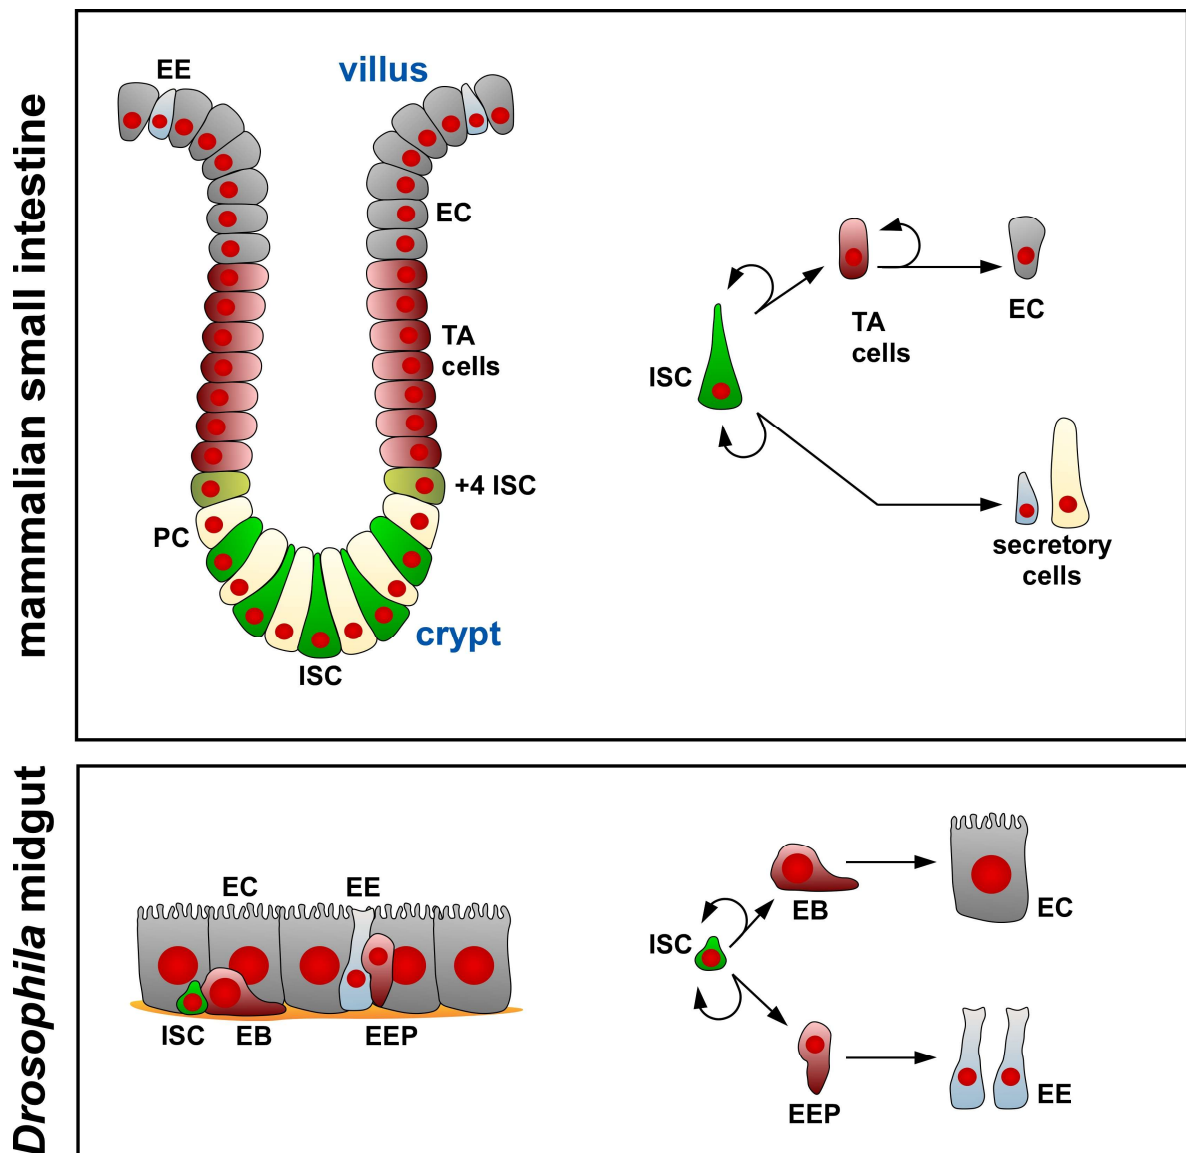 mammalian small intestine
EE
villus
EC
TA
cells
+4 ISC
PC
crypt
ISC
ISC
TA
cells
EC
secretory
cells
Drosophila midgut
EC
EE
ISC
EB
EEP
ISC
EB
EC
EEP
EE